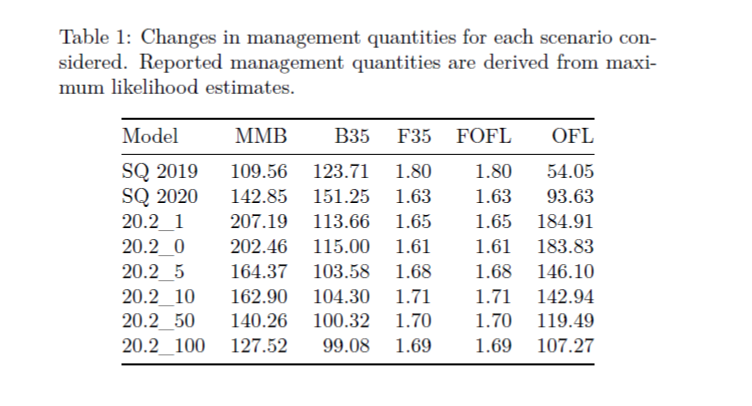 Table 1: Changes in management quantities for each scenario con-
sidered. Reported management quantities are derived from maxi-
mum likelihood estimates.
Model MMB B35 F35 FOFL OFL
SQ 2019 109.56 123.71 1.80 1.80 54.05
SQ 2020 142.85 151.25 1.63 1.63 93.63
20.2_1 207.19 113.66 1.65 1.65 184.91
20.2_0 202.46 115.00 1.61 1.61 183.83
20.2_5 164.37 103.58 1.68 1.68 146.10
20.2_10 162.90 104.30 1.71 1.71 142.94
20.2_50 140.26 100.32 1.70 1.70 119.49
20.2_100 127.52 99.08 1.69 1.69 107.27